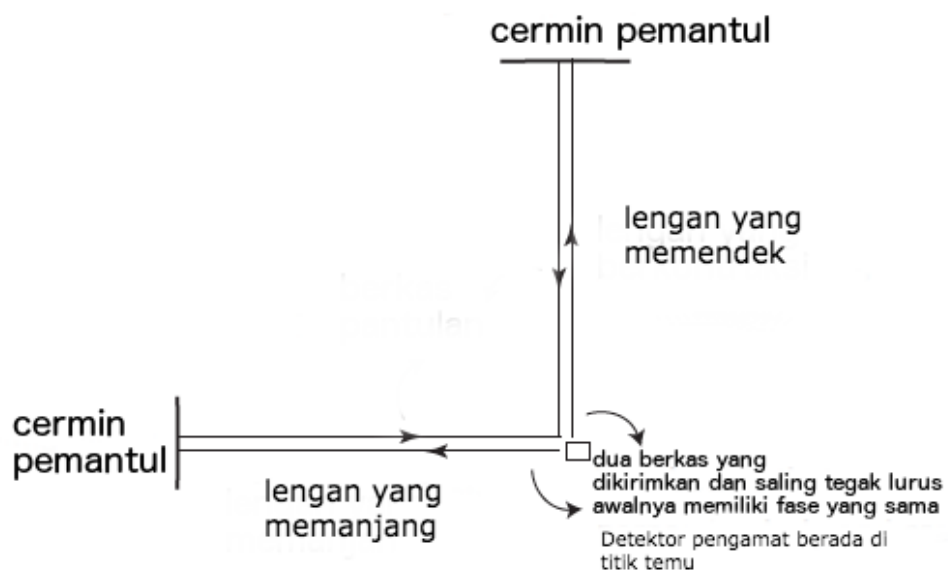 cermin pemantul
lengan yang
memendek
cermin
pemantul
lengan yang
memanjang
dua berkas yang
dikirimkan dan saling tegak lurus
awalnya memiliki fase yang sama
Detektor pengamat berada di
titik temu